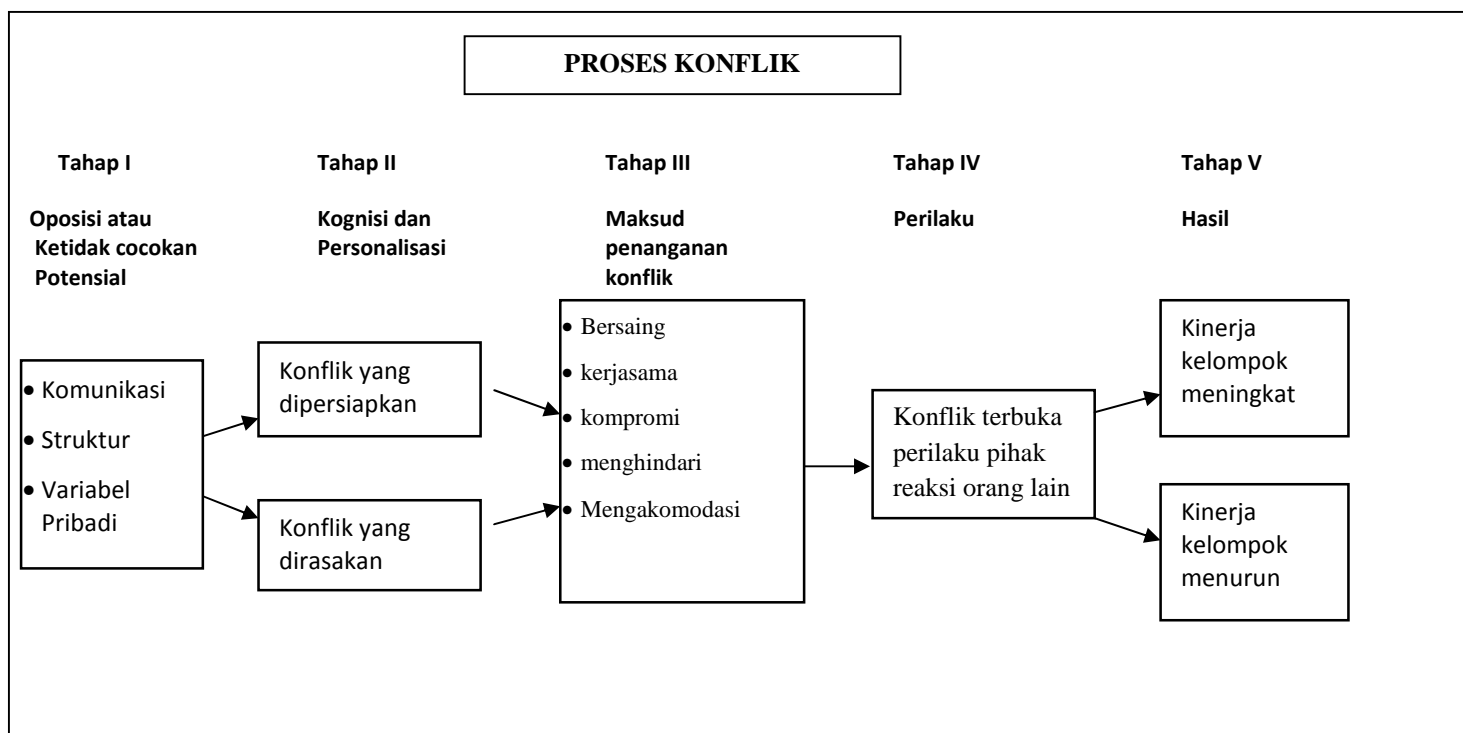 PROSES KONFLIK
Tahap I
Tahap II
Tahap III
Tahap IV
Tahap V
Oposisi atau
Ketidak cocokan
Potensial
Kognisi dan
Personalisasi
Maksud
penanganan
konflik
Perilaku
Hasil
• Komunikasi
• Struktur
• Variabel
Pribadi
Konflik yang
dipersiapkan
Konflik yang
dirasakan
• Bersaing
• kerjasama
• kompromi
• menghindari
• Mengakomodasi
Konflik terbuka
perilaku pihak
reaksi orang lain
Kinerja
kelompok
meningkat
Kinerja
kelompok
menurun